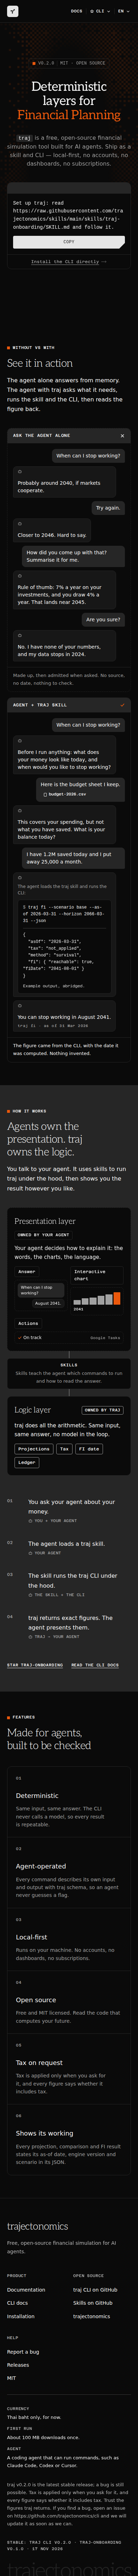 DOCS
CLI
EN
V0.2.0 · MIT · OPEN SOURCE
Deterministic
layers for
Financial Planning
traj is a free, open-source financial
simulation tool built for AI agents. Ship as a
skill and CLI — local-first, no accounts, no
dashboards, no subscriptions.
Set up traj: read
https://raw.githubusercontent.com/tra
jectonomics/skills/main/skills/traj-
onboarding/SKILL.md and follow it.
COPY
Install the CLI directly
WITHOUT VS WITH
See it in action
The agent alone answers from memory.
The agent with traj asks what it needs,
runs the skill and the CLI, then reads the
figure back.
ASK THE AGENT ALONE
When can I stop working?
Probably around 2040, if markets
cooperate.
Try again.
Closer to 2046. Hard to say.
How did you come up with that?
Summarise it for me.
Rule of thumb: 7% a year on your
investments, and you draw 4% a
year. That lands near 2045.
Are you sure?
No. I have none of your numbers,
and my data stops in 2024.
Made up, then admitted when asked. No source,
no date, nothing to check.
AGENT + TRAJ SKILL
When can I stop working?
Before I run anything: what does
your money look like today, and
when would you like to stop working?
Here is the budget sheet I keep.
budget-2026.csv
This covers your spending, but not
what you have saved. What is your
balance today?
I have 1.2M saved today and I put
away 25,000 a month.
The agent loads the traj skill and runs the
CLI:
$ traj fi --scenario base --as-
of 2026-03-31 --horizon 2088-03-
31 --json
{
"asOf": "2026-03-31",
"tax": "not_applied",
"method": "survival",
"fi": { "reachable": true,
"fiDate": "2041-08-01" }
}
Example output, abridged.
You can stop working in August 2041.
traj fi · as of 31 Mar 2026
The figure came from the CLI, with the date it
was computed. Nothing invented.
HOW IT WORKS
Agents own the
presentation. traj
owns the logic.
You talk to your agent. It uses skills to run
traj under the hood, then shows you the
result however you like.
Presentation layer
OWNED BY YOUR AGENT
Your agent decides how to explain it: the
words, the charts, the language.
Answer
When can I stop
working?
August 2041.
Interactive
chart
2041
Actions
On track
Google Tasks
SKILLS
Skills teach the agent which commands to run
and how to read the answer.
Logic layer
OWNED BY TRAJ
traj does all the arithmetic. Same input,
same answer, no model in the loop.
Projections
Tax
FI date
Ledger
01
You ask your agent about your
money.
YOU + YOUR AGENT
02
The agent loads a traj skill.
YOUR AGENT
03
The skill runs the traj CLI under
the hood.
THE SKILL + THE CLI
04
traj returns exact figures. The
agent presents them.
TRAJ + YOUR AGENT
STAR TRAJ-ONBOARDING
READ THE CLI DOCS
FEATURES
Made for agents,
built to be checked
01
Deterministic
Same input, same answer. The CLI
never calls a model, so every result
is repeatable.
02
Agent-operated
Every command describes its own input
and output with traj schema, so an agent
never guesses a flag.
03
Local-first
Runs on your machine. No accounts, no
dashboards, no subscriptions.
04
Open source
Free and MIT licensed. Read the code that
computes your future.
05
Tax on request
Tax is applied only when you ask for
it, and every figure says whether it
includes tax.
06
Shows its working
Every projection, comparison and FI result
states its as-of date, engine version and
scenario in its JSON.
trajectonomics
Free, open-source financial simulation for AI
agents.
PRODUCT
Documentation
CLI docs
Installation
OPEN SOURCE
traj CLI on GitHub
Skills on GitHub
trajectonomics
HELP
Report a bug
Releases
MIT
CURRENCY
Thai baht only, for now.
FIRST RUN
About 100 MB downloads once.
AGENT
A coding agent that can run commands, such as
Claude Code, Codex or Cursor.
traj v0.2.0 is the latest stable release, a bug is still
possible. Tax is applied only when you ask for it, and
every figure says whether it includes tax. Trust the
figures traj returns. If you find a bug, open an issue at
https://github.com/trajectonomics/cli and we will
update it as soon as we can.
STABLE: TRAJ CLI V0.2.0 · TRAJ-ONBOARDING
trajectonomics